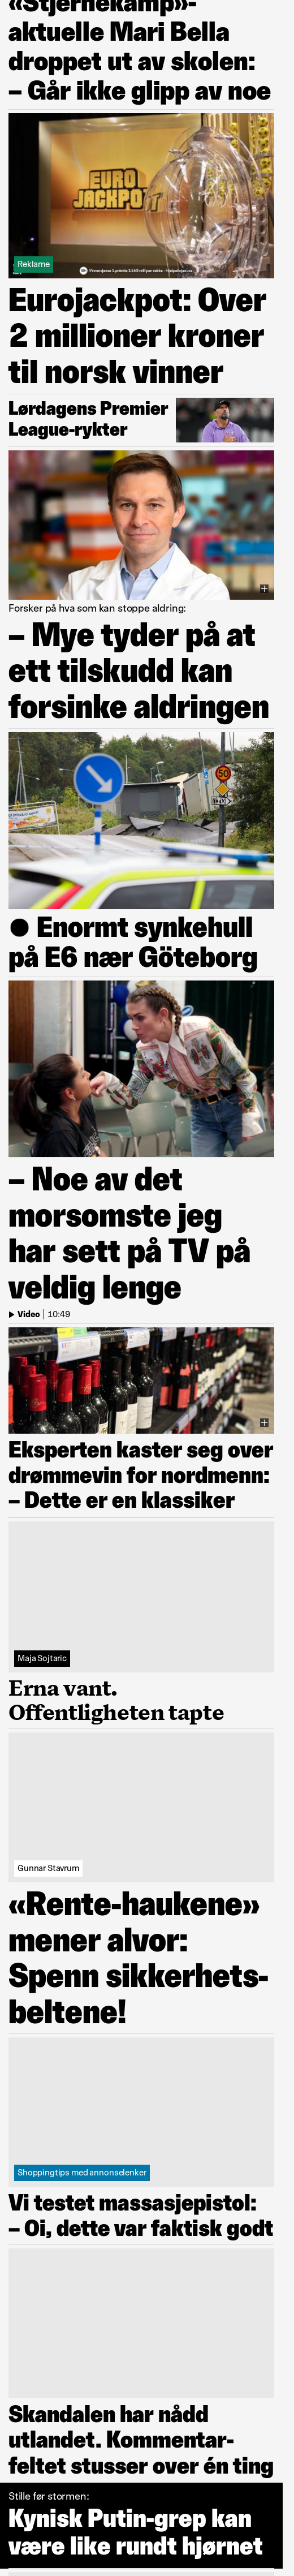 «Stjernekamp»-
aktuelle Mari Bella
droppet ut av skolen:
– Går ikke glipp av noe
EURO
JACKPOT
Reklame
Eurojackpot: Over
2 millioner kroner
til norsk vinner
Lørdagens Premier
League-rykter
Forsker på hva som kan stoppe aldring:
– Mye tyder på at
ett tilskudd kan
forsinke aldringen
50
● Enormt synkehull
på E6 nær Göteborg
– Noe av det
morsomste jeg
har sett på TV på
veldig lenge
Video | 10:49
Eksperten kaster seg over
drømmevin for nordmenn:
– Dette er en klassiker
Maja Sojtaric
Erna vant.
Offentligheten tapte
Gunnar Stavrum
«Rente-haukene»
mener alvor:
Spenn sikkerhets-
beltene!
Shoppingtips med annonselenker
Vi testet massasjepistol:
– Oi, dette var faktisk godt
Skandalen har nådd
utlandet. Kommentar-
feltet stusser over én ting
Stille før stormen:
Kynisk Putin-grep kan
være like rundt hjørnet